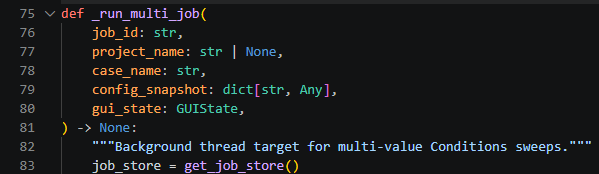 75 def _run_multi_job(
76 job_id: str,
77 project_name: str | None,
78 case_name: str,
79 config_snapshot: dict[str, Any],
80 gui_state: GUIState,
81 ) -> None:
82 """Background thread target for multi-value Conditions sweeps."""
83 job_store = get_job_store()